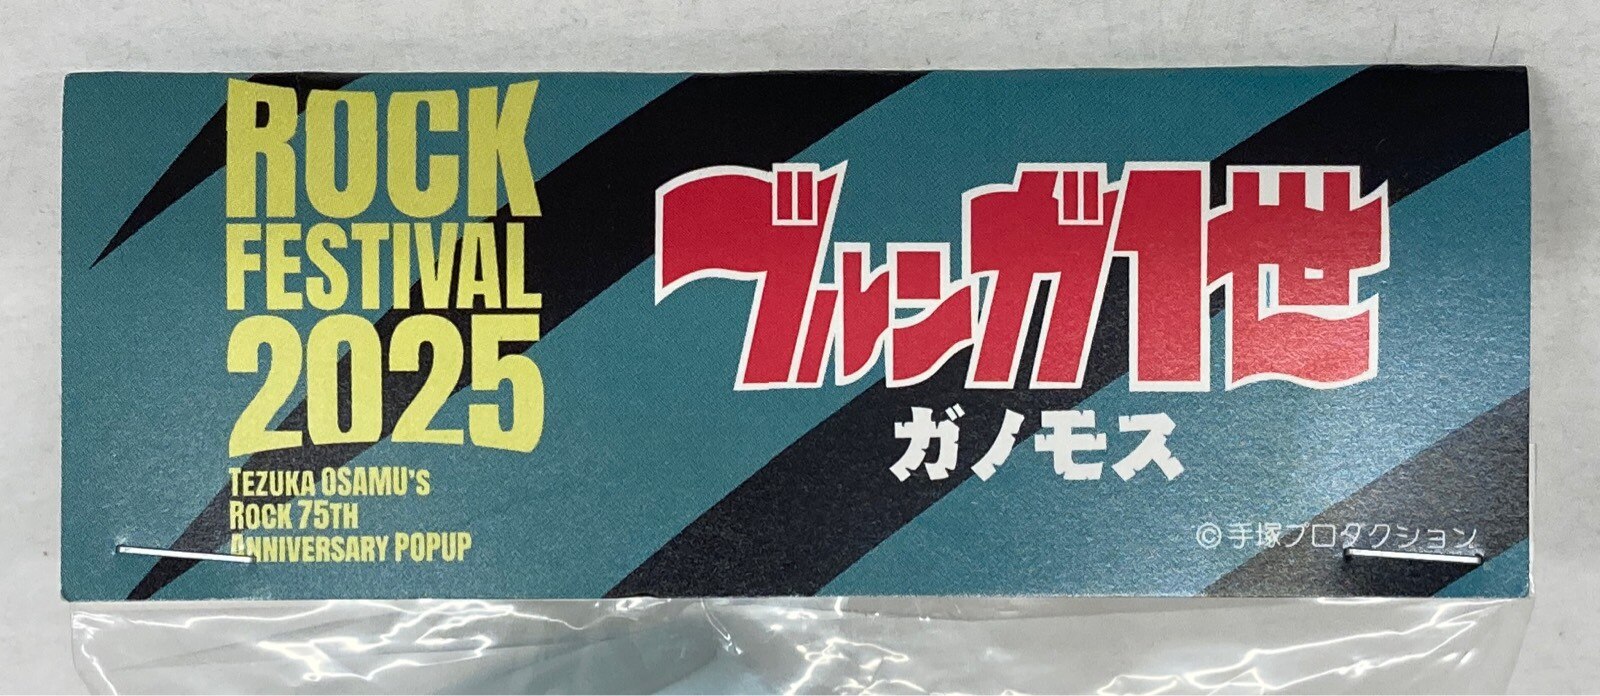 ROCK
FESTIVAL
2025
TEZUKA OSAMU'S
ROCK 75TH
ANNIVERSARY POPUP
ブルンガ1世
ガノモス
©手塚プロダクション